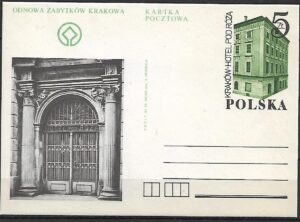 ODNOWA ZABYTKÓW KRAKOWA
KARTKA
POCZTOWA
5
ZŁ
KRAKÓW-HOTEL POD RÓŻĄ
POLSKA